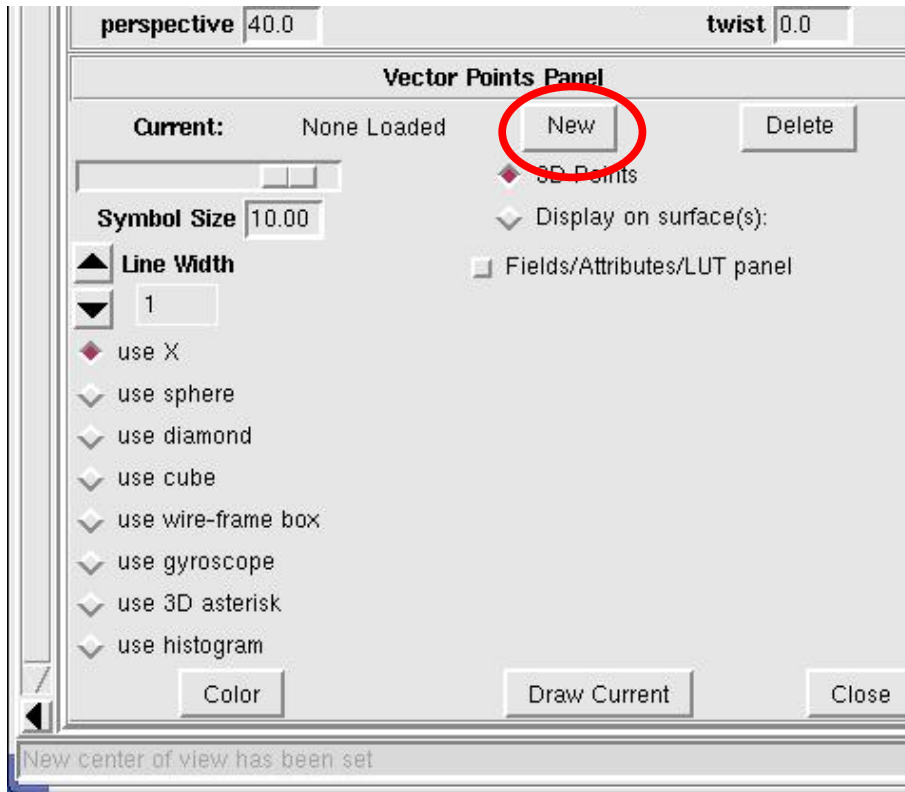 perspective 40.0 twist 0.0
Vector Points Panel
Current: None Loaded New Delete
3D Points
Symbol Size 10.00 Display on surface(s):
Line Width Fields/Attributes/LUT panel
1
use X
use sphere
use diamond
use cube
use wire-frame box
use gyroscope
use 3D asterisk
use histogram
Color Draw Current Close
New center of view has been set